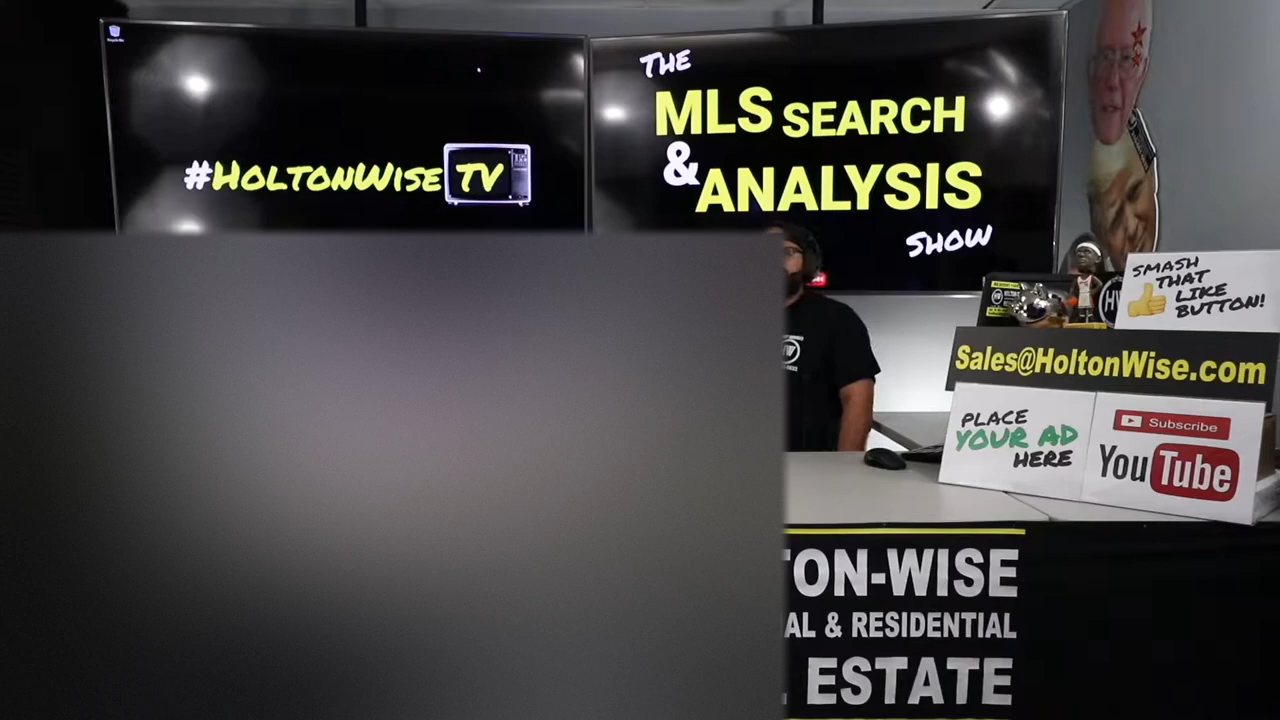 #HOLTONWISE TV
THE
MLS SEARCH
& ANALYSIS
SHOW
SMASH
THAT
LIKE
BUTTON!
Sales@HoltonWise.com
PLACE
YOUR AD
HERE
Subscribe
YouTube
HW
TON-WISE
AL & RESIDENTIAL
ESTATE